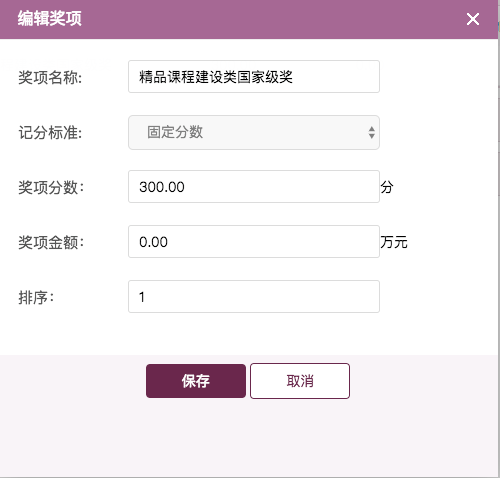 编辑奖项
奖项名称: 精品课程建设类国家级奖
记分标准: 固定分数
奖项分数： 300.00 分
奖项金额： 0.00 万元
排序： 1
保存 取消